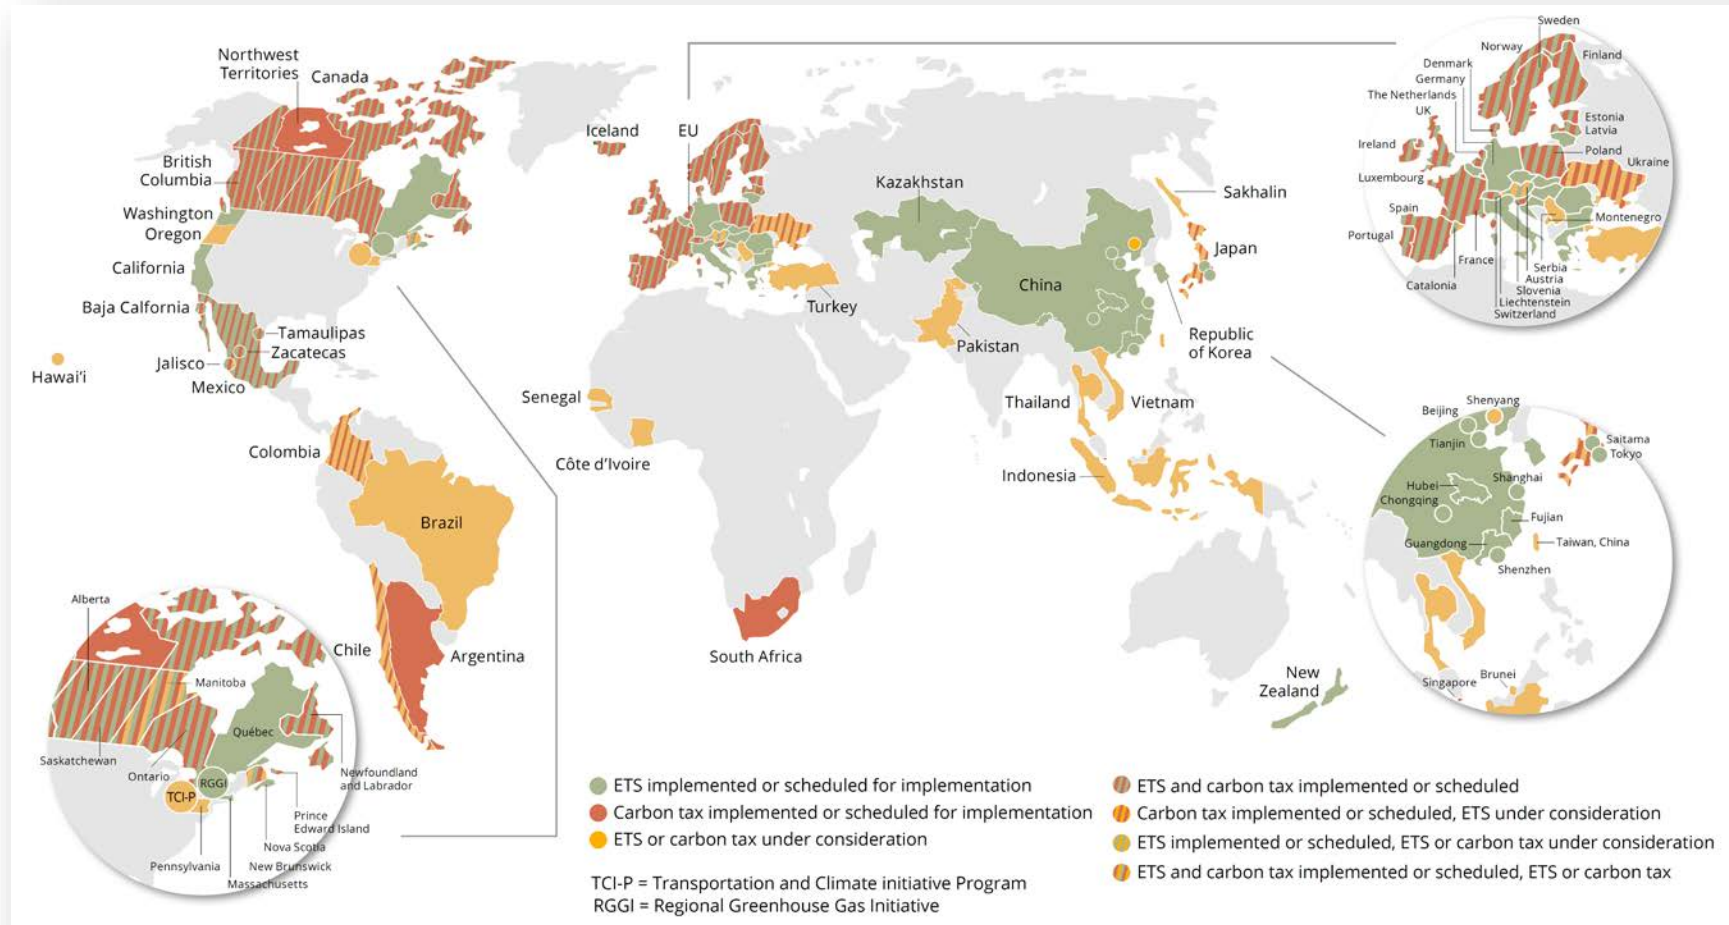 Northwest
Territories
Canada
British
Columbia
Washington
Oregon
California
Baja Calfornia
Tamaulipas
Zacatecas
Jalisco
Mexico
Hawai'i
Iceland
EU
Kazakhstan
Sakhalin
Japan
China
Turkey
Republic
of Korea
Pakistan
Senegal
Thailand
Vietnam
Colombia
Côte d'Ivoire
Indonesia
Brazil
Chile
Argentina
South Africa
New
Zealand
Sweden
Norway
Finland
Denmark
Germany
The Netherlands
UK
Estonia
Latvia
Ireland
Poland
Ukraine
Luxembourg
Spain
Montenegro
Portugal
France
Serbia
Catalonia
Austria
Slovenia
Liechtenstein
Switzerland
Shenyang
Beijing
Tianjin
Saitama
Tokyo
Shanghai
Hubei
Chongqing
Fujian
Guangdong
Taiwan, China
Shenzhen
Brunei
Singapore
Alberta
Manitoba
Québec
Saskatchewan
Ontario
Newfoundland
and Labrador
RGGI
TCI-P
Prince
Edward Island
Nova Scotia
Pennsylvania
New Brunswick
Massachusetts
ETS implemented or scheduled for implementation
Carbon tax implemented or scheduled for implementation
ETS or carbon tax under consideration
TCI-P = Transportation and Climate initiative Program
RGGI = Regional Greenhouse Gas Initiative
ETS and carbon tax implemented or scheduled
Carbon tax implemented or scheduled, ETS under consideration
ETS implemented or scheduled, ETS or carbon tax under consideration
ETS and carbon tax implemented or scheduled, ETS or carbon tax